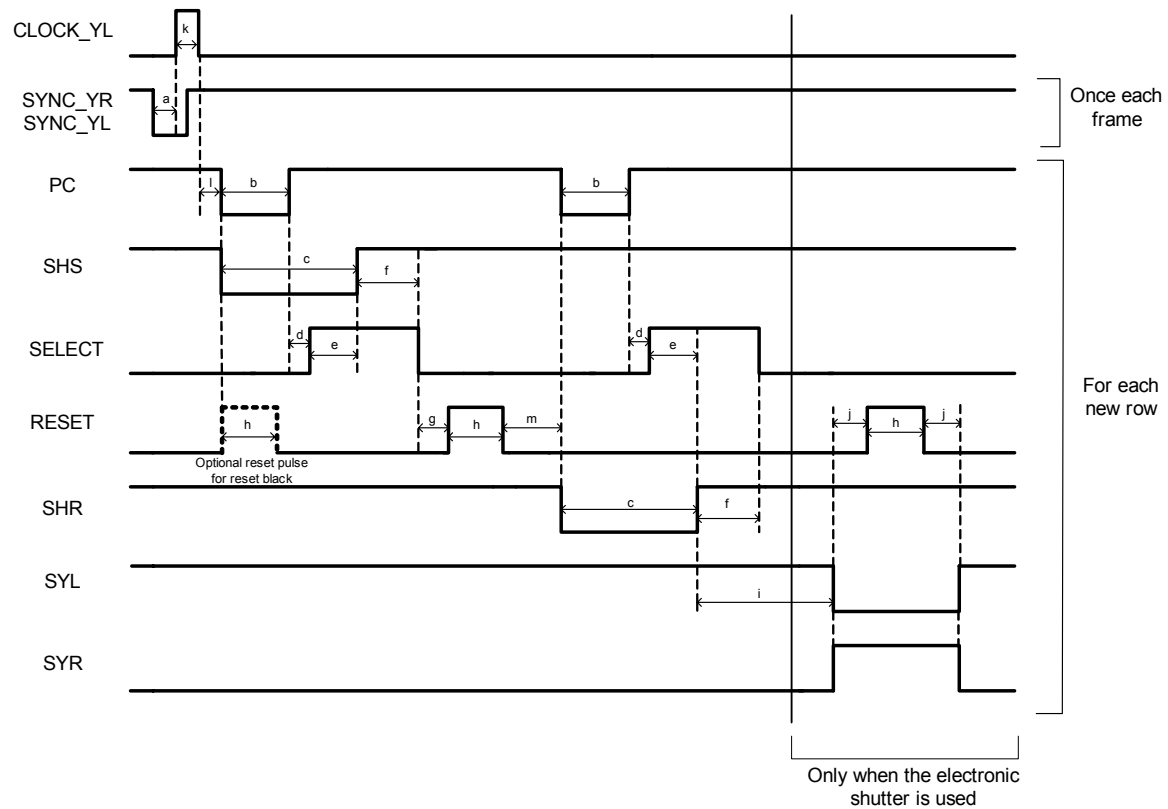 CLOCK_YL
k
SYNC_YR
SYNC_YL
a
Once each
frame
PC
l
b
b
SHS
c
f
SELECT
d
e
d
e
For each
new row
RESET
h
g
h
m
j
h
j
Optional reset pulse
for reset black
SHR
c
f
SYL
i
SYR
Only when the electronic
shutter is used